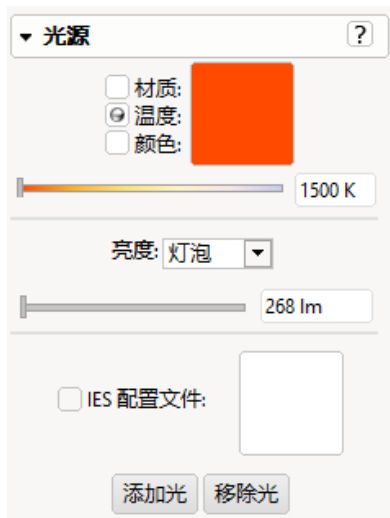 光源 ?
材质:
温度:
颜色:
1500 K
亮度: 灯泡
268 lm
IES 配置文件:
添加光 移除光